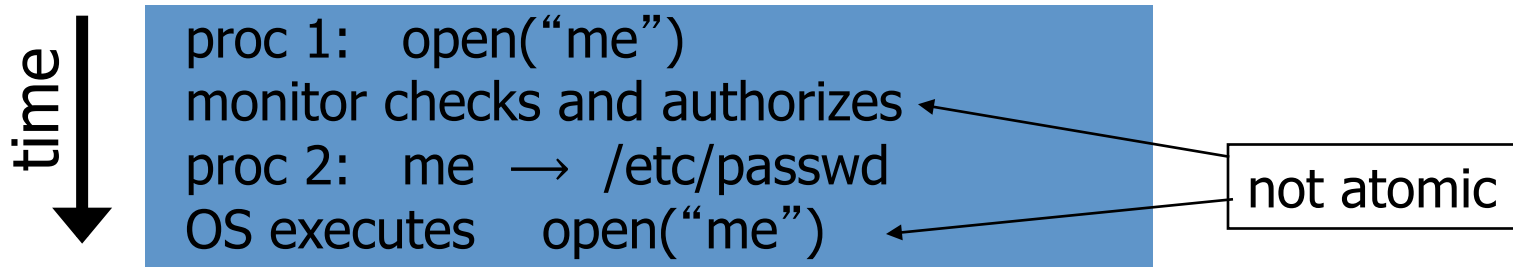 time
proc 1: open(“me”)
monitor checks and authorizes
proc 2: me → /etc/passwd
OS executes open(“me”)
not atomic